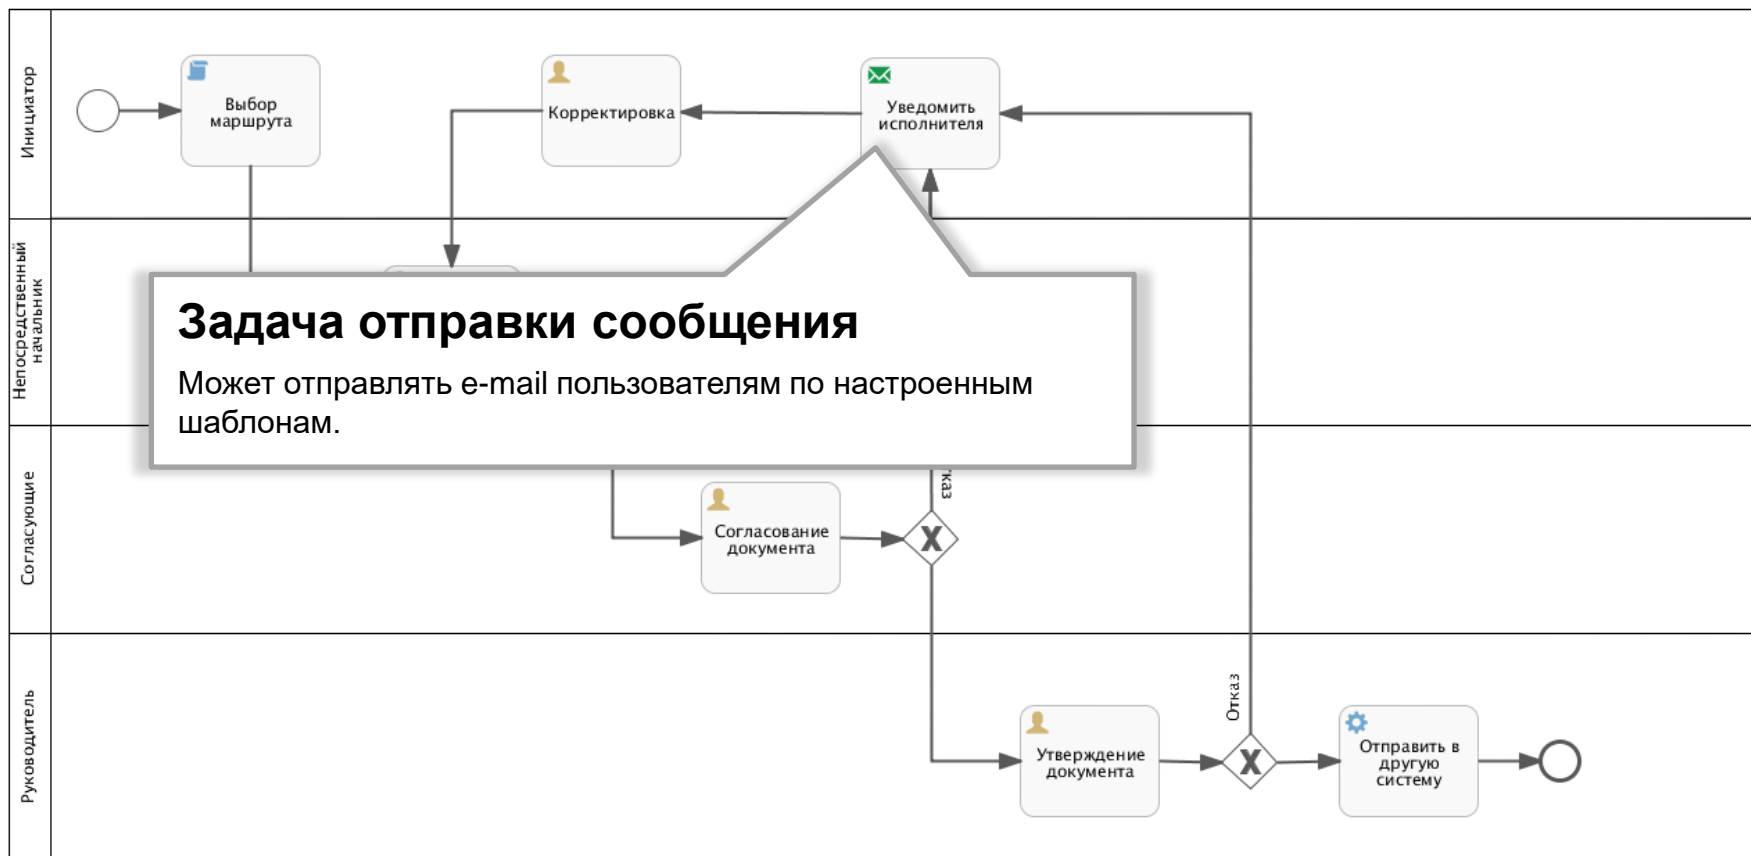 Инициатор
Выбор
маршрута
Корректировка
Уведомить
исполнителя
Непосредственный
начальник
Задача отправки сообщения
Может отправлять e-mail пользователям по настроенным
шаблонам.
Согласующие
Согласование
документа
каз
X
Руководитель
Утверждение
документа
Отказ
X
Отправить в
другую
систему